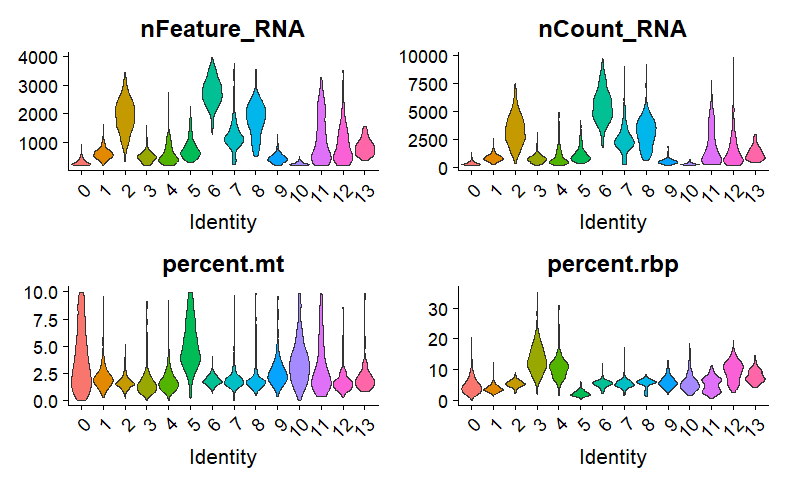 nFeature_RNA
4000
3000
2000
1000
0 1 2 3 4 5 6 7 8 9 10 11 12 13
Identity
nCount_RNA
10000
7500
5000
2500
0
0 1 2 3 4 5 6 7 8 9 10 11 12 13
Identity
percent.mt
10.0
7.5
5.0
2.5
0.0
0 1 2 3 4 5 6 7 8 9 10 11 12 13
Identity
percent.rbp
30
20
10
0
0 1 2 3 4 5 6 7 8 9 10 11 12 13
Identity